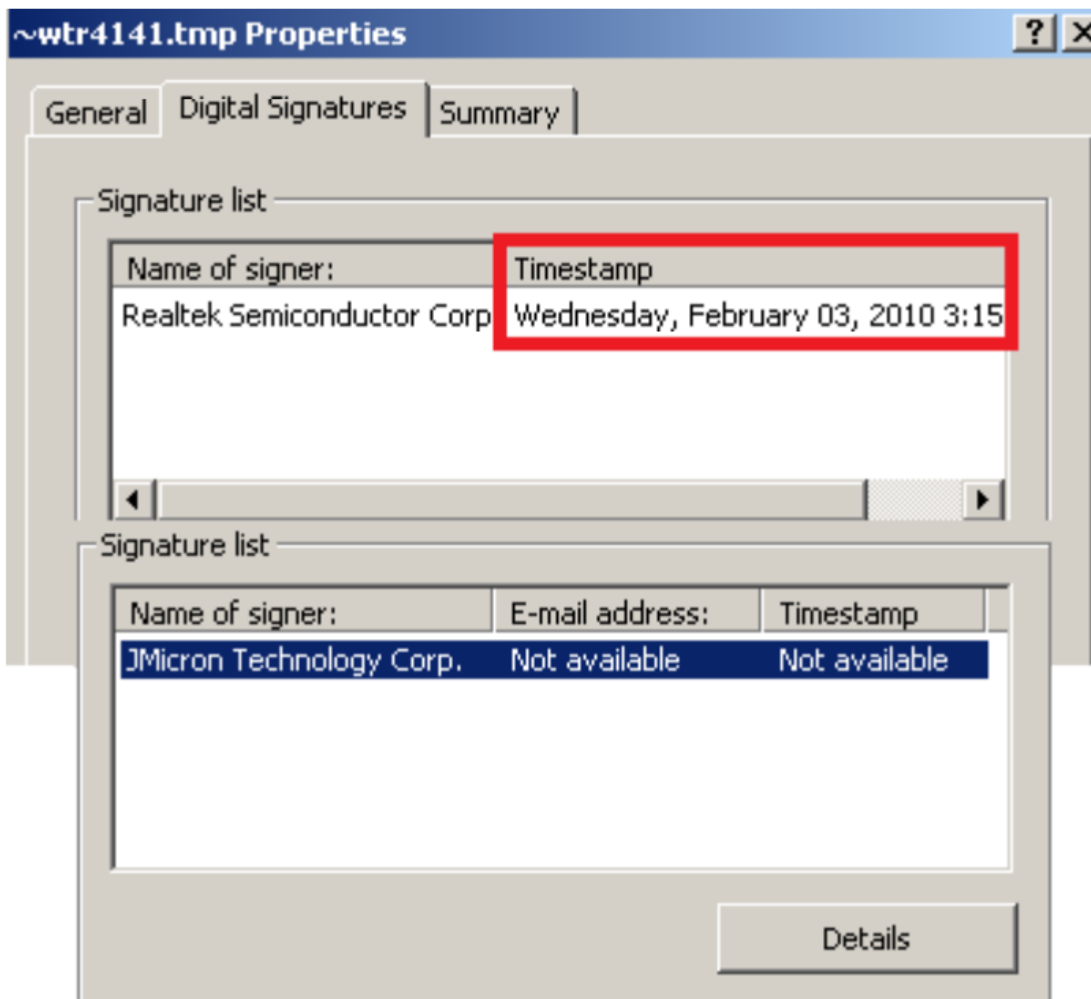 ~wtr4141.tmp Properties
General Digital Signatures Summary
Signature list
Name of signer: Timestamp
Realtek Semiconductor Corp Wednesday, February 03, 2010 3:15
Signature list
Name of signer: E-mail address: Timestamp
JMicron Technology Corp. Not available Not available
Details